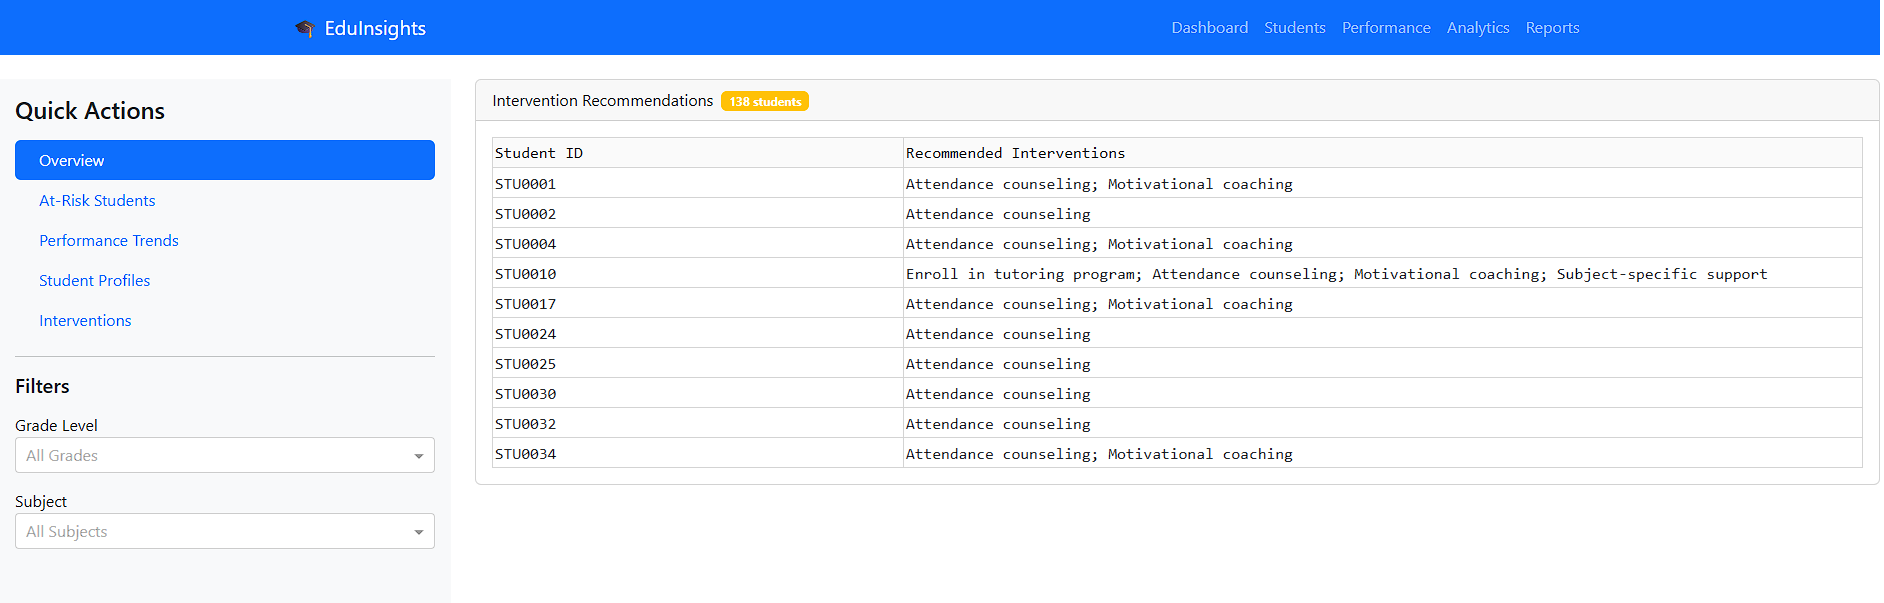 EduInsights
Dashboard Students Performance Analytics Reports
Quick Actions
Overview
At-Risk Students
Performance Trends
Student Profiles
Interventions
Filters
Grade Level
All Grades
Subject
All Subjects
Intervention Recommendations 138 students
Student ID Recommended Interventions
STU0001 Attendance counseling; Motivational coaching
STU0002 Attendance counseling
STU0004 Attendance counseling; Motivational coaching
STU0010 Enroll in tutoring program; Attendance counseling; Motivational coaching; Subject-specific support
STU0017 Attendance counseling; Motivational coaching
STU0024 Attendance counseling
STU0025 Attendance counseling
STU0030 Attendance counseling
STU0032 Attendance counseling
STU0034 Attendance counseling; Motivational coaching